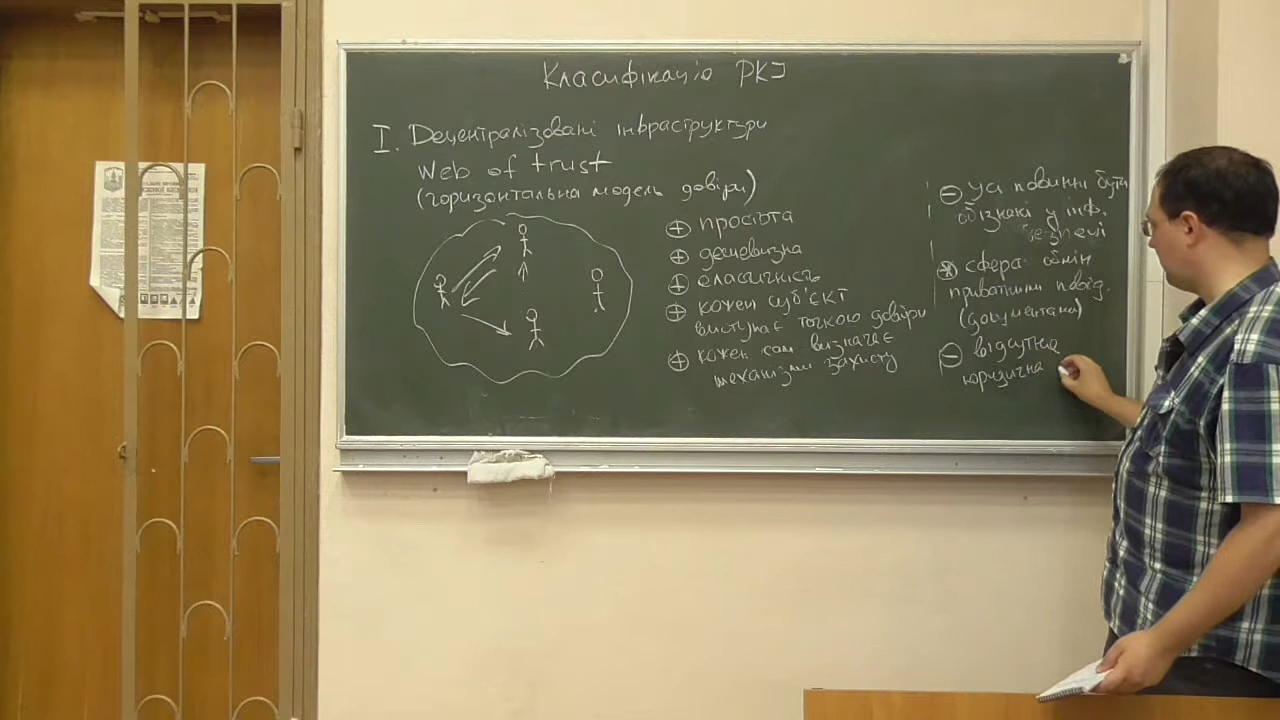 Класифікація PKI
I. Децентралізовані інфраструктури
Web of trust
(горизонтальна модель довіри)
⊕ простота
⊕ дешевизна
⊕ еластичність
⊕ кожен суб'єкт
виступає точкою довіри
⊕ кожен сам визначає
механізми захисту
⊖ Усі повинні бути
обізнані у інф.
безпеці
сфера: обмін
приватними повід.
(документами)
⊖ відсутня
юридична